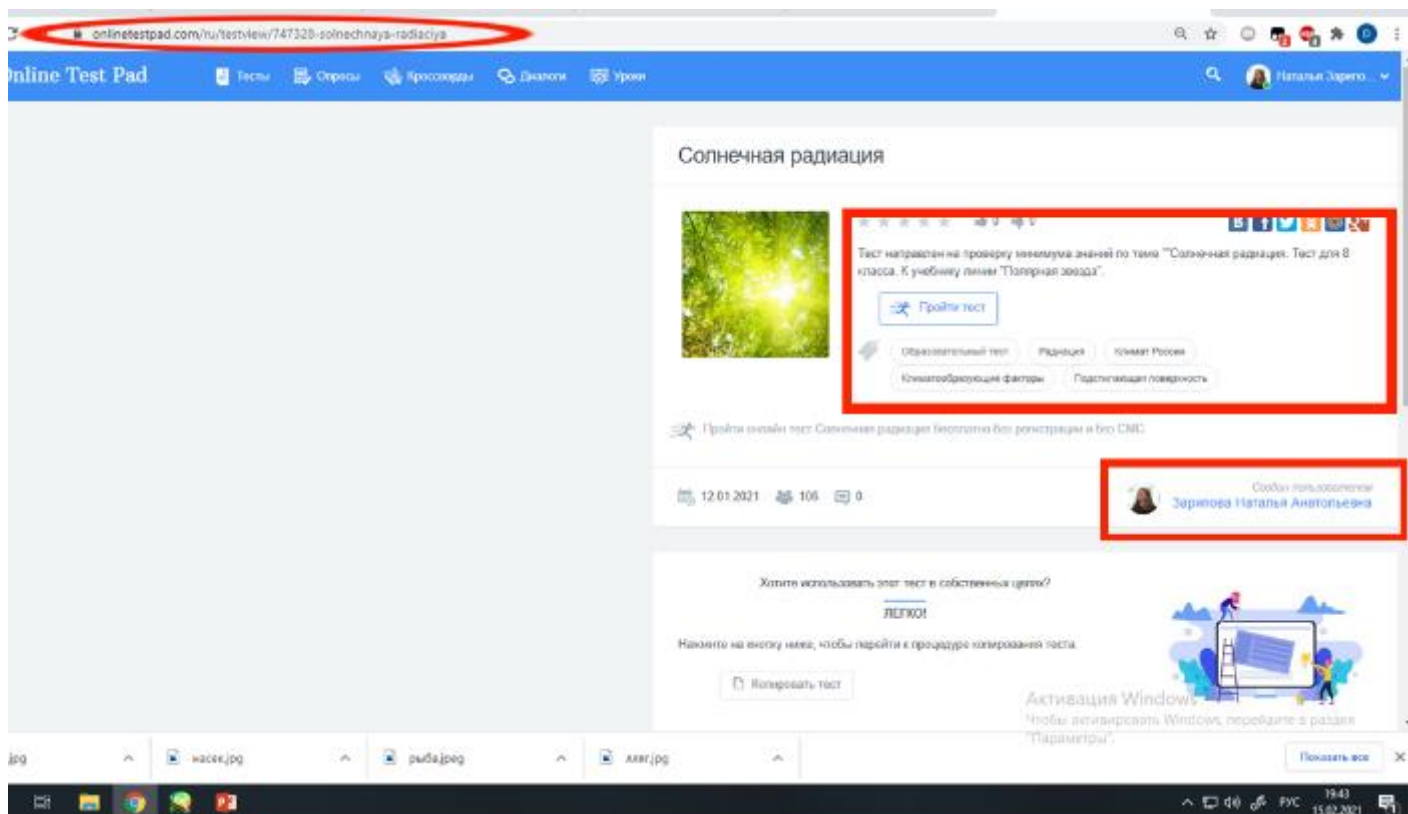 onlinetestpad.com/ru/testview/747328-solnechnaya-radiaciya
Online Test Pad Тесты Опросы Кроссворды Диалоги Уроки Наталья Зарипо...
Солнечная радиация
Тест направлен на проверку минимума знаний по теме ""Солнечная радиация. Тест для 8
класса. К учебнику линии "Полярная звезда".
Пройти тест
Образовательный тест Радиация Климат России
Климатообразующие факторы Подстилающая поверхность
Пройти онлайн тест Солнечная радиация бесплатно без регистрации и без СМС
12.01.2021 106 0
Создан пользователем
Зарипова Наталья Анатольевна
Хотите использовать этот тест в собственных целях?
ЛЕГКО!
Нажмите на кнопку ниже, чтобы перейти к процедуре копирования теста.
Копировать тест
Активация Windows
Чтобы активировать Windows, перейдите в раздел
"Параметры".
.jpg насек.jpg рыба.jpeg Показать все
РУС 19:43
15.02.2021